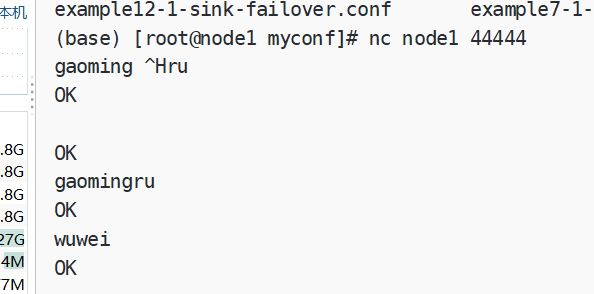 本机
.8G
.8G
.8G
.8G
27G
4M
7M
example12-1-sink-failover.conf example7-1-
(base) [root@node1 myconf]# nc node1 44444
gaoming ^Hru
OK
OK
gaomingru
OK
wuwei
OK